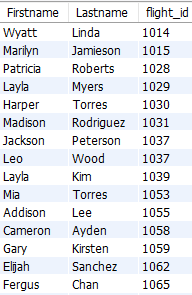 Firstname Lastname flight_id
Wyatt Linda 1014
Marilyn Jamieson 1015
Patricia Roberts 1028
Layla Myers 1029
Harper Torres 1030
Madison Rodriguez 1031
Jackson Peterson 1037
Leo Wood 1037
Layla Kim 1039
Mia Torres 1053
Addison Lee 1055
Cameron Ayden 1058
Gary Kirsten 1059
Elijah Sanchez 1062
Fergus Chan 1065